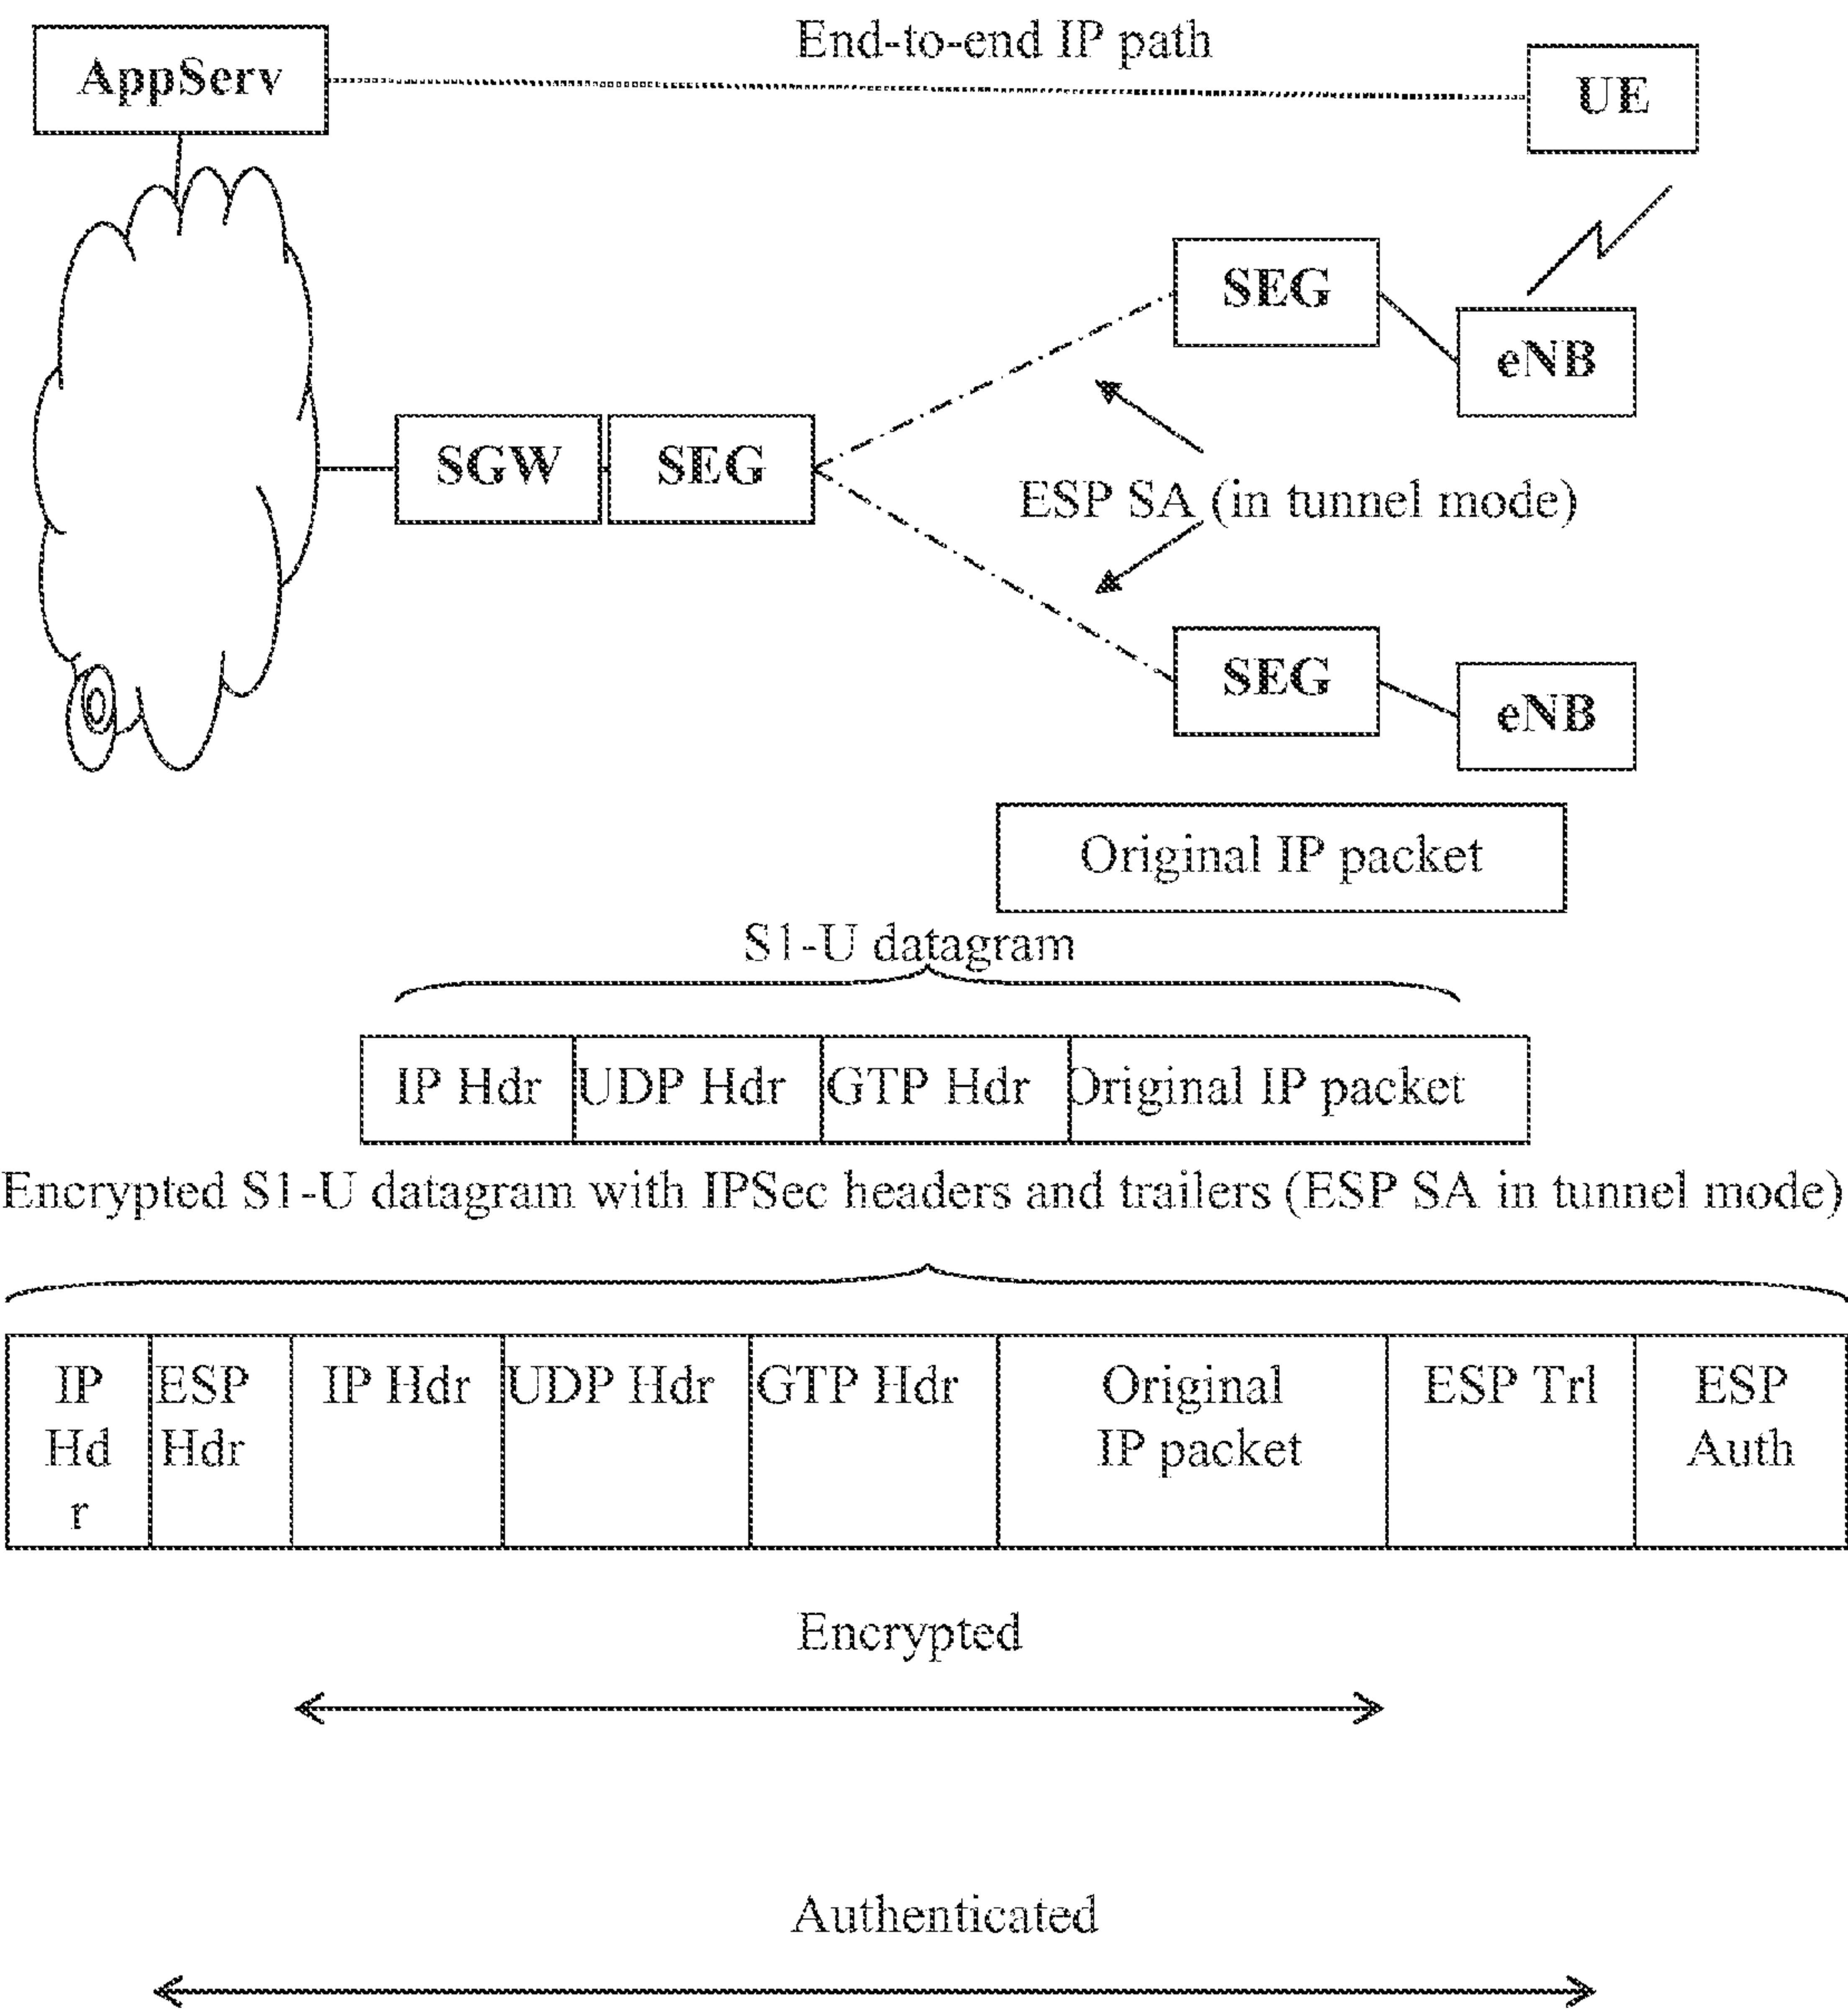 End-to-end IP path
AppServ
UE
SEG
eNB
SGW
SEG
ESP SA (in tunnel mode)
SEG
eNB
Original IP packet
S1-U datagram
IP Hdr
UDP Hdr
GTP Hdr
Original IP packet
Encrypted S1-U datagram with IPSec headers and trailers (ESP SA in tunnel mode)
IP
Hd
r
ESP
Hdr
IP Hdr
UDP Hdr
GTP Hdr
Original
IP packet
ESP Trl
ESP
Auth
Encrypted
Authenticated